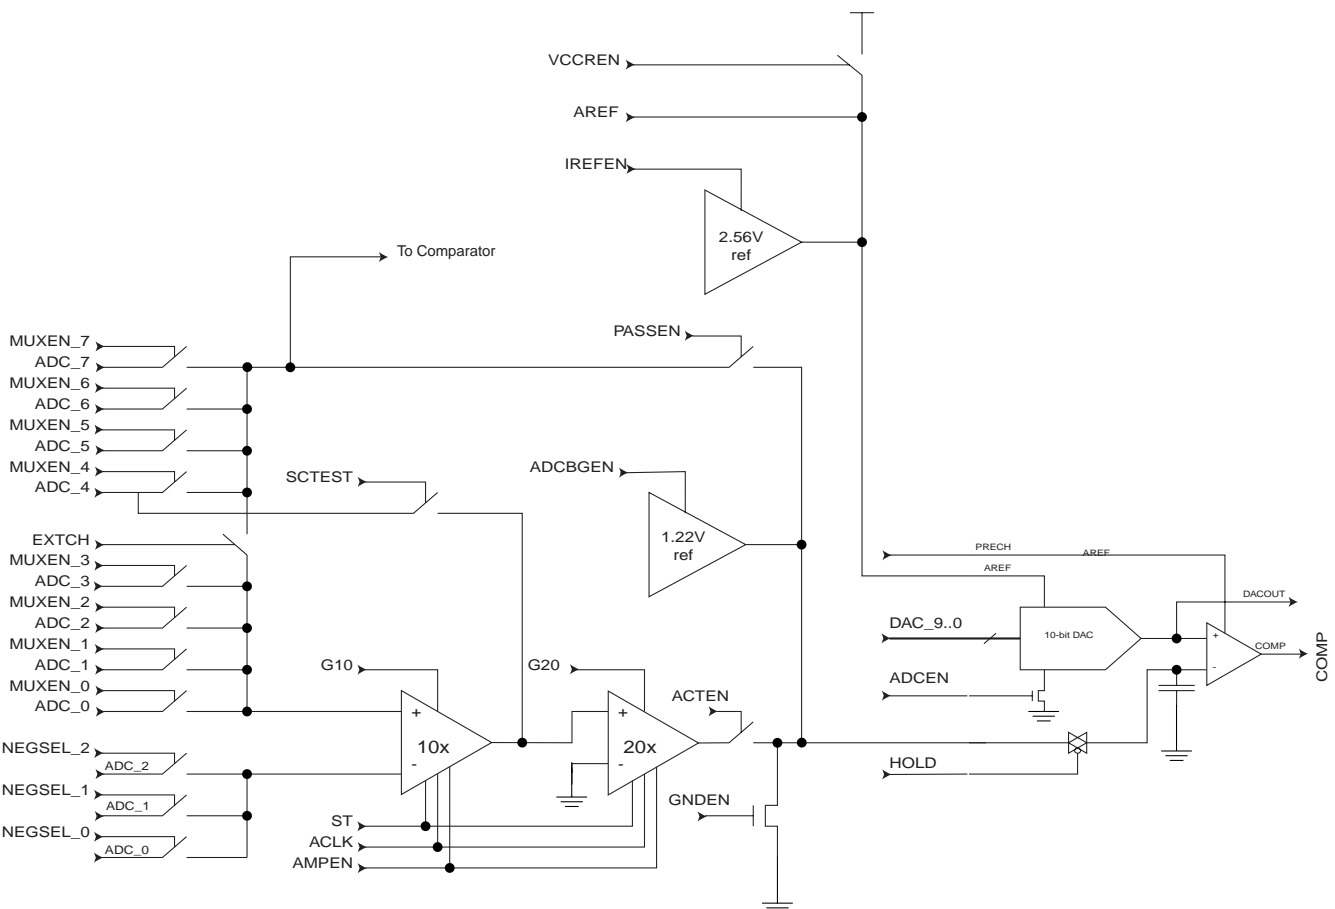 VCCREN
AREF
IREFEN
2.56V
ref
To Comparator
PASSEN
MUXEN_7
ADC_7
MUXEN_6
ADC_6
MUXEN_5
ADC_5
MUXEN_4
ADC_4
SCTEST
ADCBGEN
1.22V
ref
EXTCH
MUXEN_3
ADC_3
MUXEN_2
ADC_2
MUXEN_1
ADC_1
MUXEN_0
ADC_0
PRECH
AREF
AREF
DACOUT
DAC_9..0
10-bit DAC
+
-
COMP
COMP
ADCEN
G10
G20
ACTEN
+
10x
-
+
20x
-
HOLD
NEGSEL_2
ADC_2
NEGSEL_1
ADC_1
NEGSEL_0
ADC_0
GNDEN
ST
ACLK
AMPEN